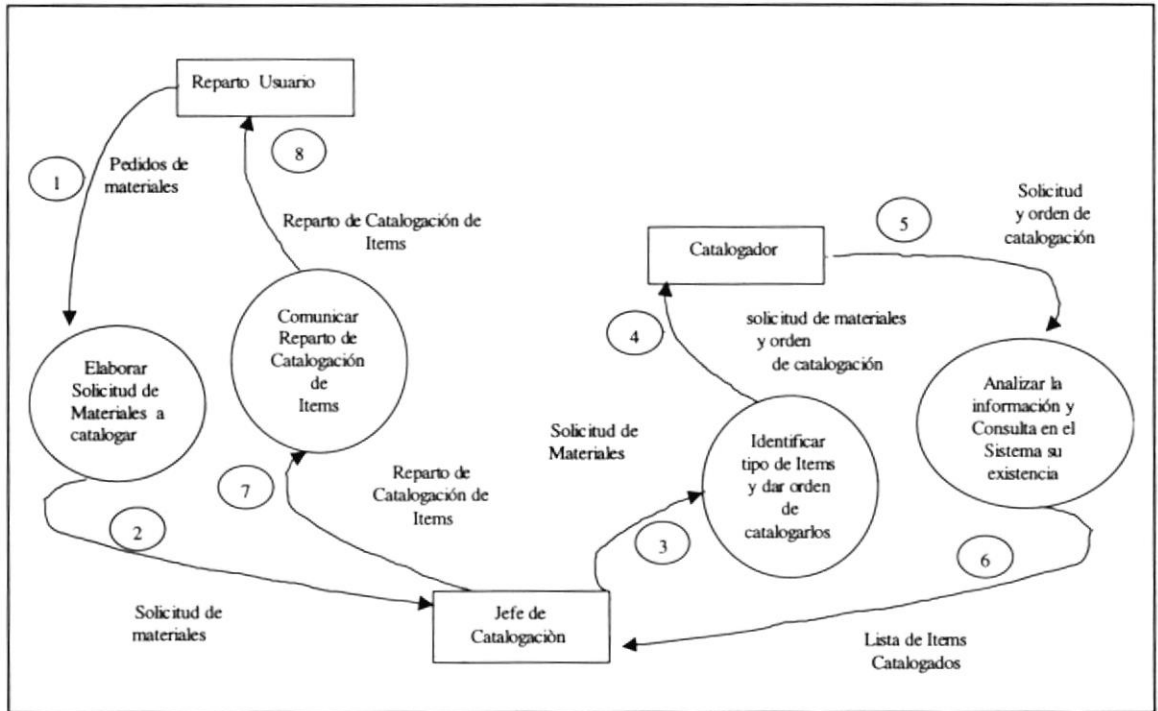 Reparto Usuario
1
Pedidos de
materiales
8
Reparto de Catalogación de
Items
Elaborar
Solicitud de
Materiales a
catalogar
Comunicar
Reparto de
Catalogación
de
Items
2
Solicitud de
materiales
7
Reparto de
Catalogación de
Items
Jefe de
Catalogaciòn
3
Solicitud de
Materiales
Identificar
tipo de Items
y dar orden
de
catalogarlos
4
solicitud de materiales
y orden
de catalogación
Catalogador
5
Solicitud
y orden de
catalogación
Analizar la
información y
Consulta en el
Sistema su
existencia
6
Lista de Items
Catalogados